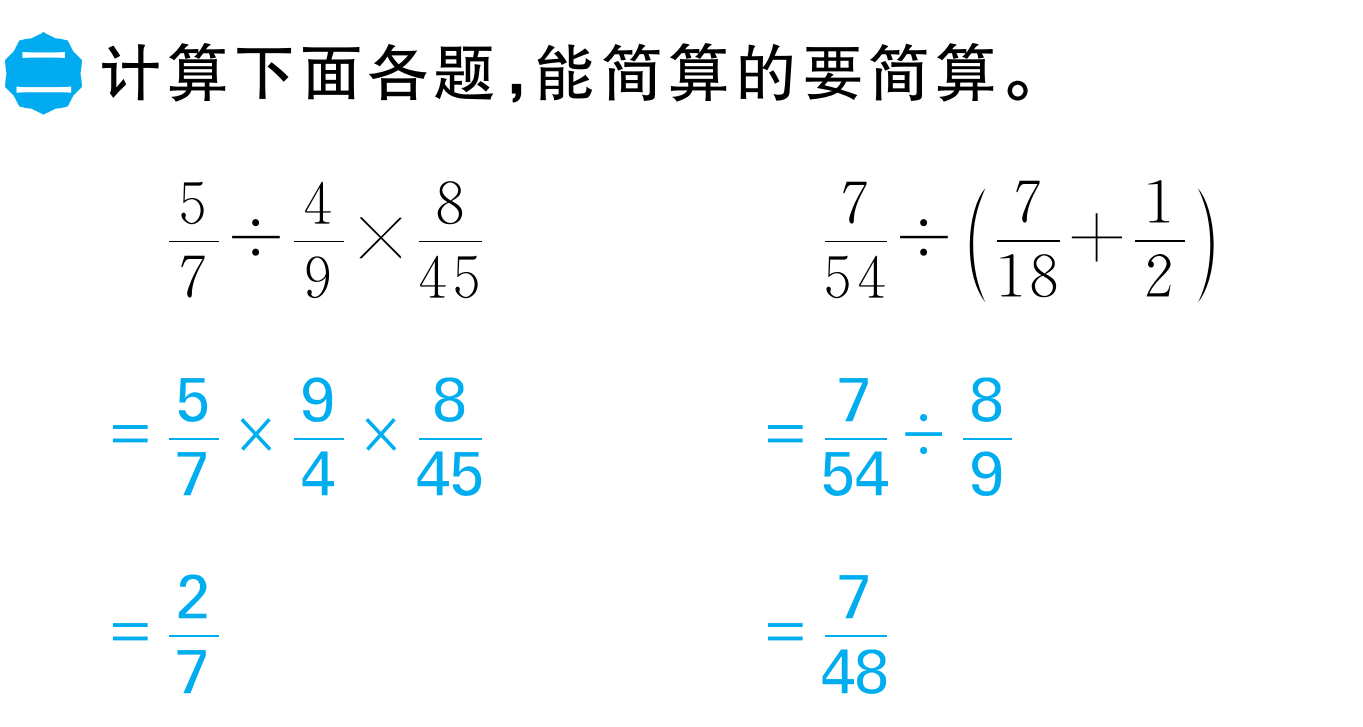 二 计算下面各题,能简算的要简算。
5/7 ÷ 4/9 × 8/45    7/54 ÷ (7/18 + 1/2)
= 5/7 × 9/4 × 8/45    = 7/54 ÷ 8/9
= 2/7    = 7/48